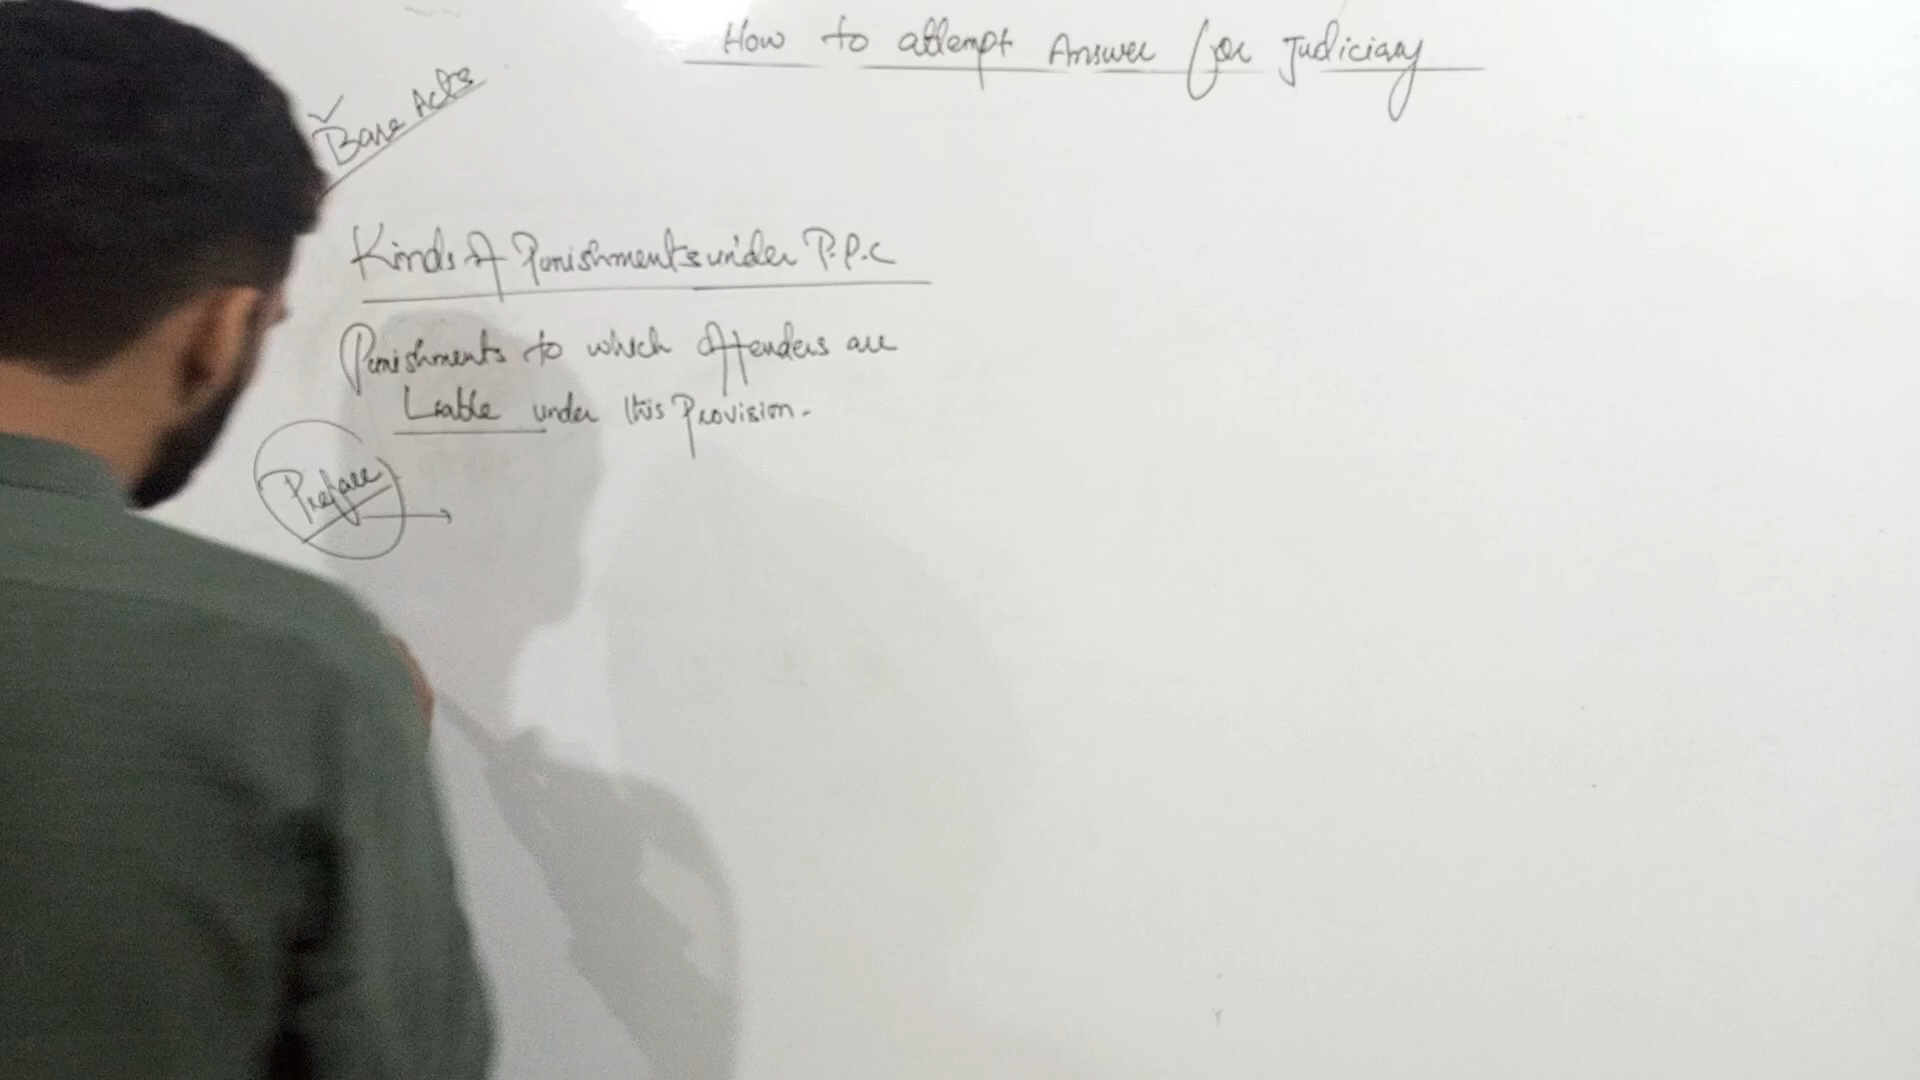 How to attempt Answer for Judiciary
Bare Acts
Kinds of Punishments under P.P.C
Punishments to which offenders are
Liable under this Provision.
Preface